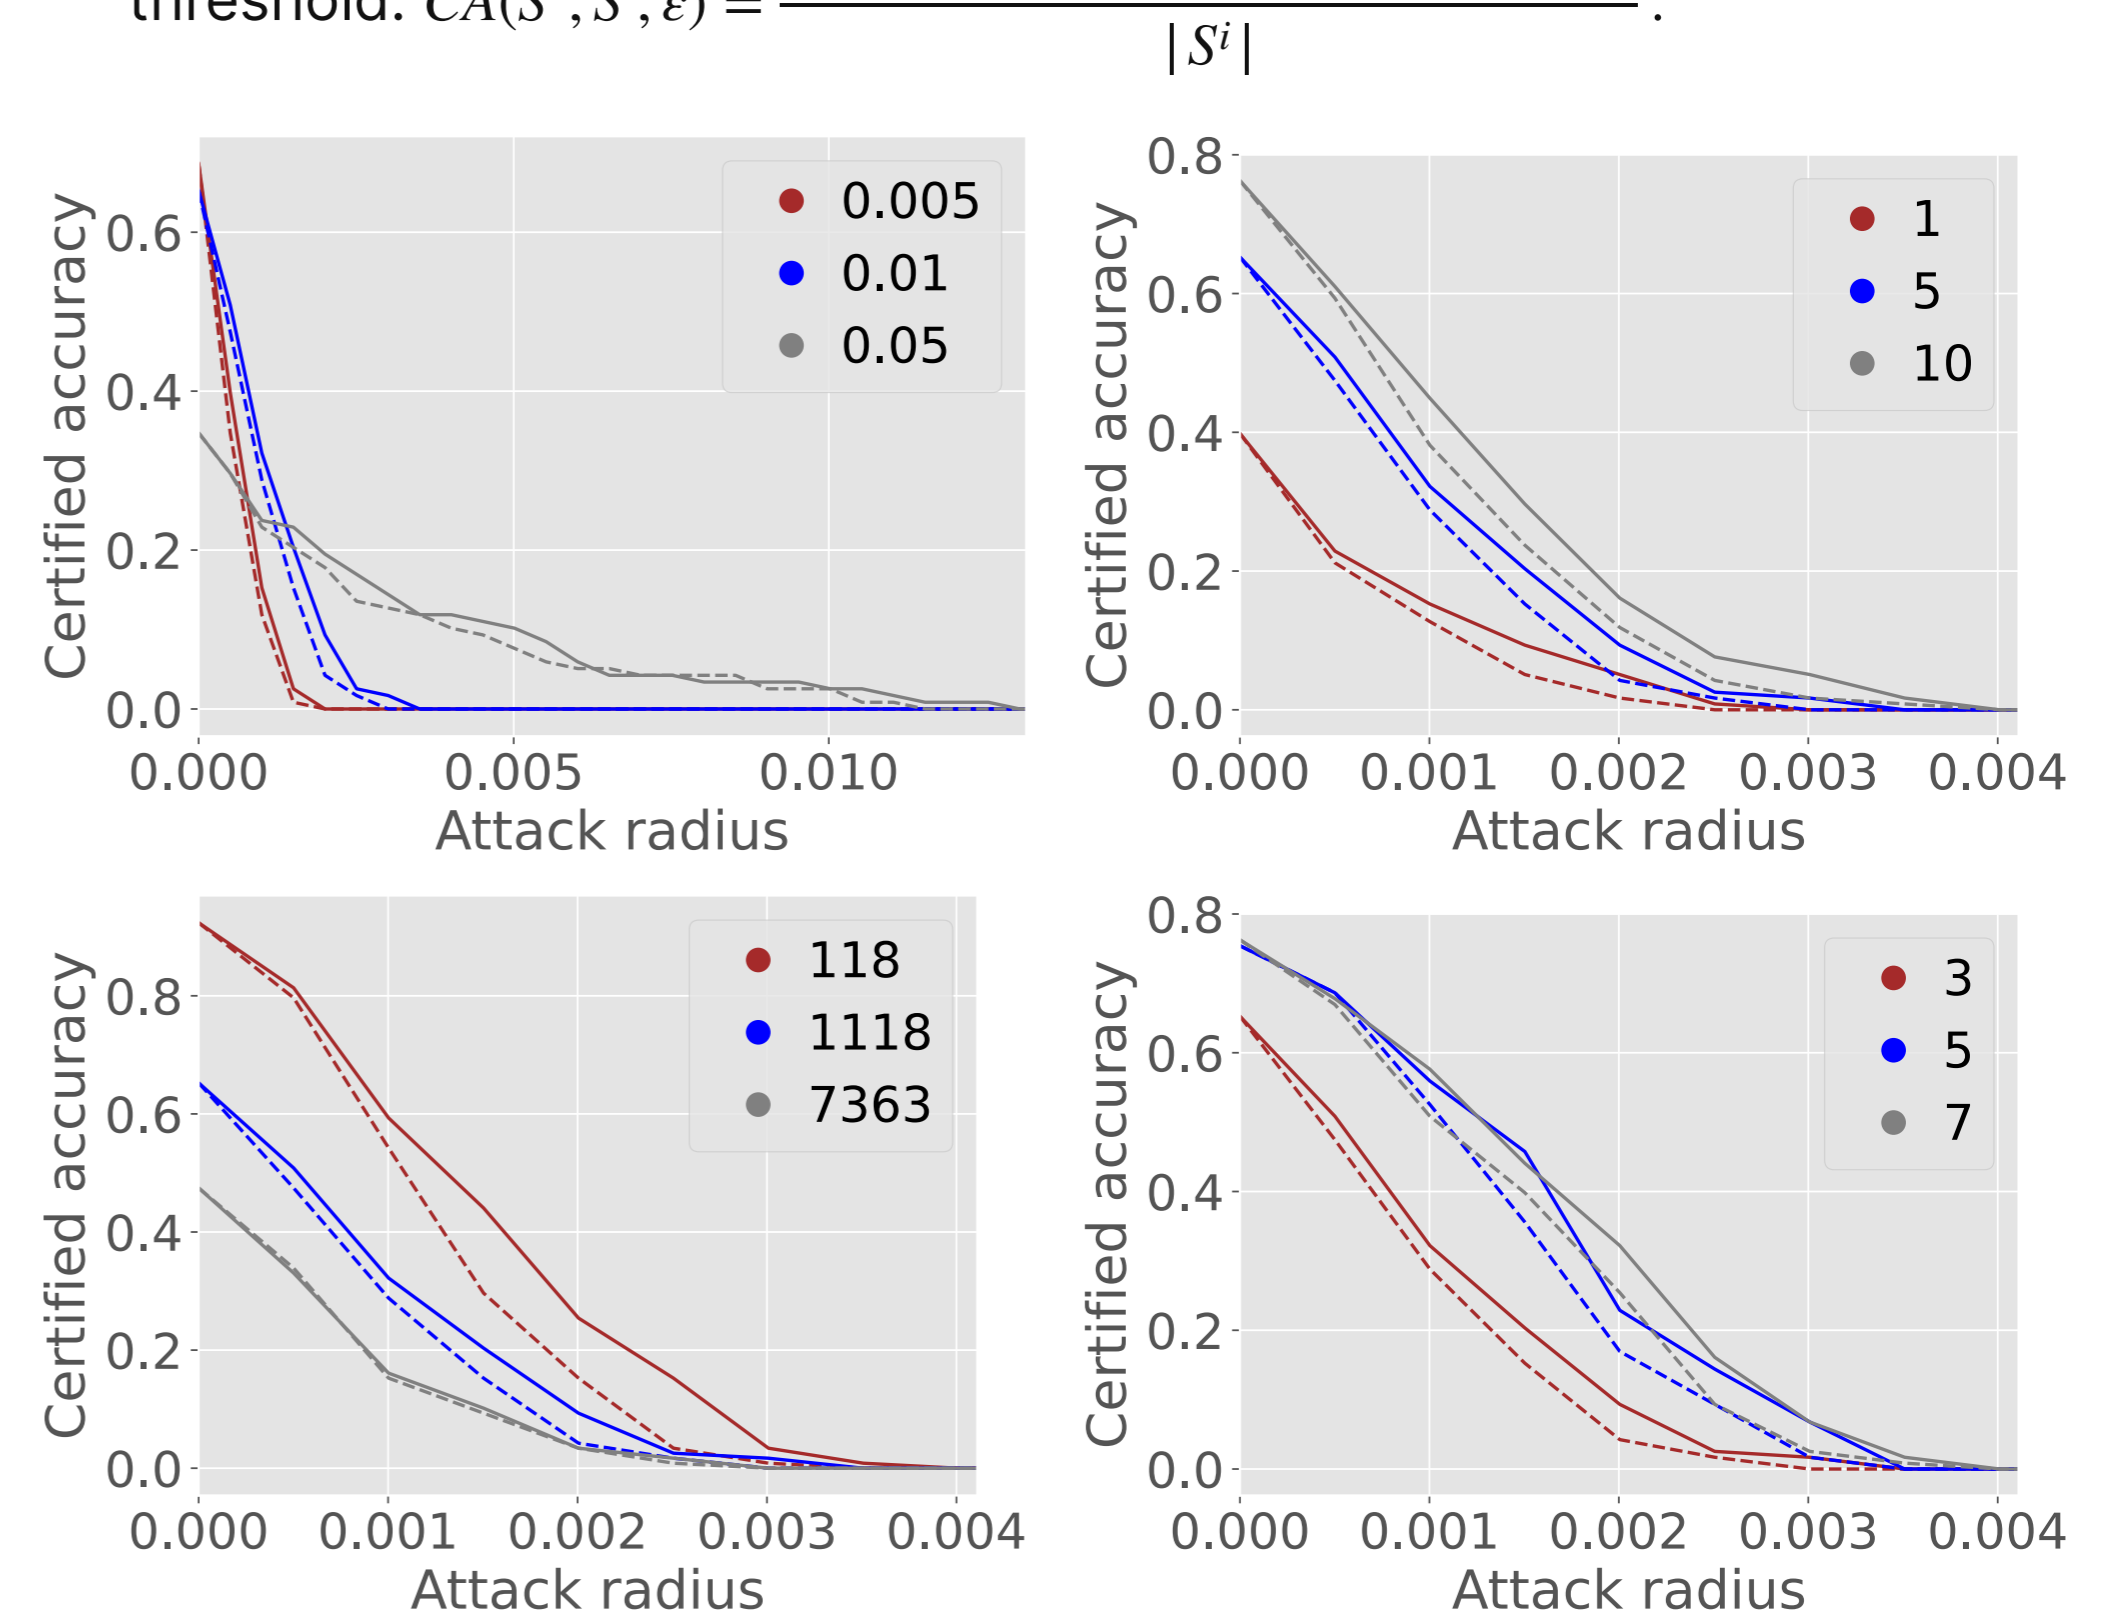 threshold. CA(S , S , ε) = .
|Sⁱ|
0.6
0.4
0.2
0.0
Certified accuracy
0.005
0.01
0.05
0.000 0.005 0.010
Attack radius
0.8
0.6
0.4
0.2
0.0
Certified accuracy
1
5
10
0.000 0.001 0.002 0.003 0.004
Attack radius
0.8
0.6
0.4
0.2
0.0
Certified accuracy
118
1118
7363
0.000 0.001 0.002 0.003 0.004
Attack radius
0.8
0.6
0.4
0.2
0.0
Certified accuracy
3
5
7
0.000 0.001 0.002 0.003 0.004
Attack radius